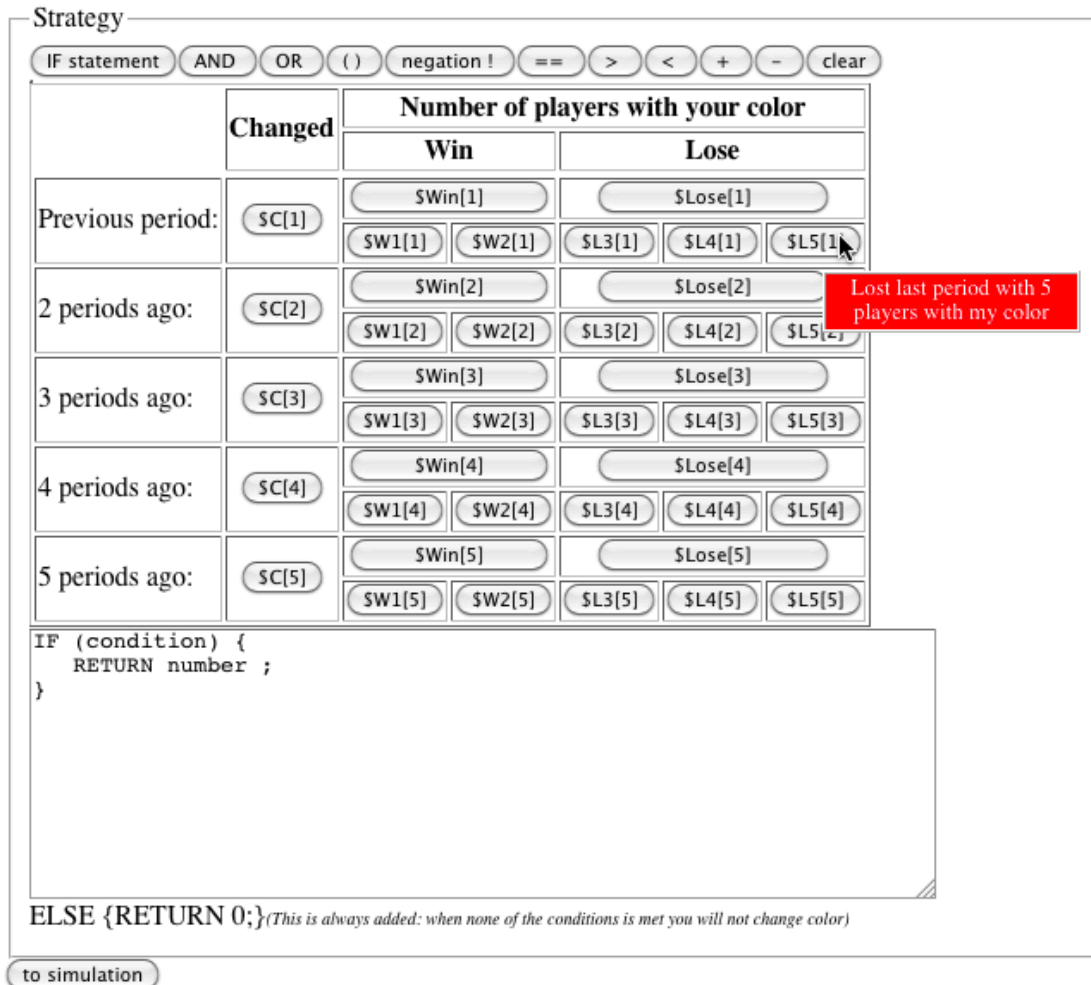 Strategy
IF statement AND OR ( ) negation ! == > < + - clear
Changed
Number of players with your color
Win Lose
Previous period: $C[1]
$Win[1] $Lose[1]
$W1[1] $W2[1] $L3[1] $L4[1] $L5[1]
Lost last period with 5
players with my color
2 periods ago: $C[2]
$Win[2] $Lose[2]
$W1[2] $W2[2] $L3[2] $L4[2] $L5[2]
3 periods ago: $C[3]
$Win[3] $Lose[3]
$W1[3] $W2[3] $L3[3] $L4[3] $L5[3]
4 periods ago: $C[4]
$Win[4] $Lose[4]
$W1[4] $W2[4] $L3[4] $L4[4] $L5[4]
5 periods ago: $C[5]
$Win[5] $Lose[5]
$W1[5] $W2[5] $L3[5] $L4[5] $L5[5]
IF (condition) {
RETURN number ;
}
ELSE {RETURN 0;}(This is always added: when none of the conditions is met you will not change color)
to simulation